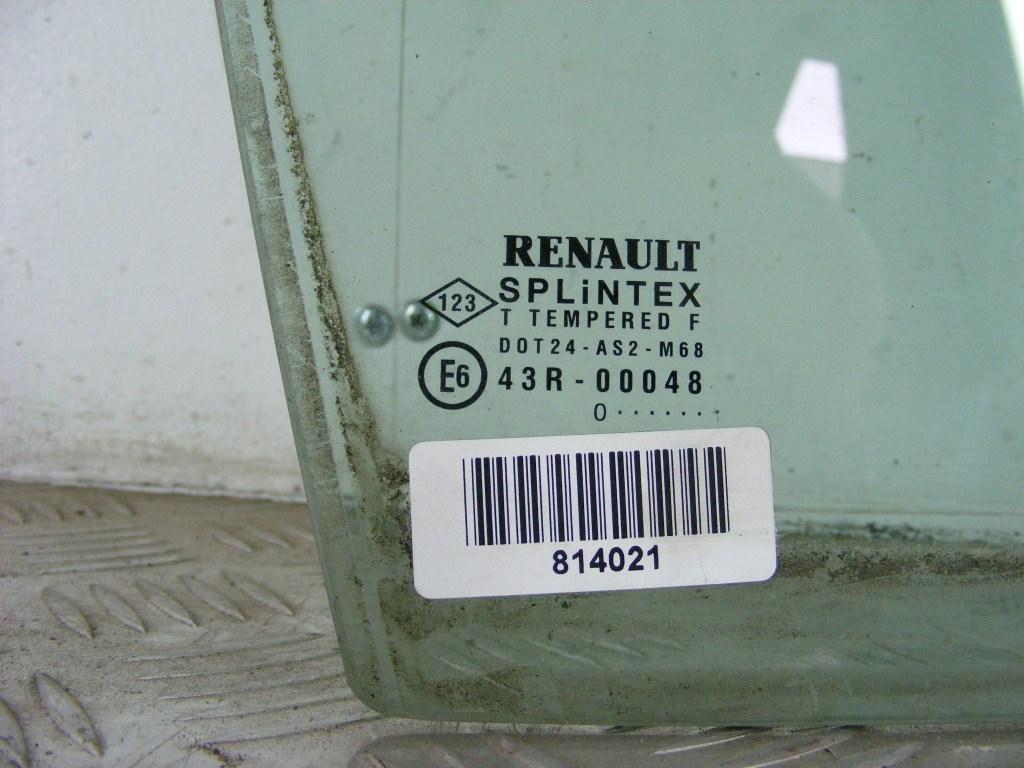 RENAULT
123 SPLiNTEX
T TEMPERED F
DOT24-AS2-M68
E6 43R-00048
0·······
814021